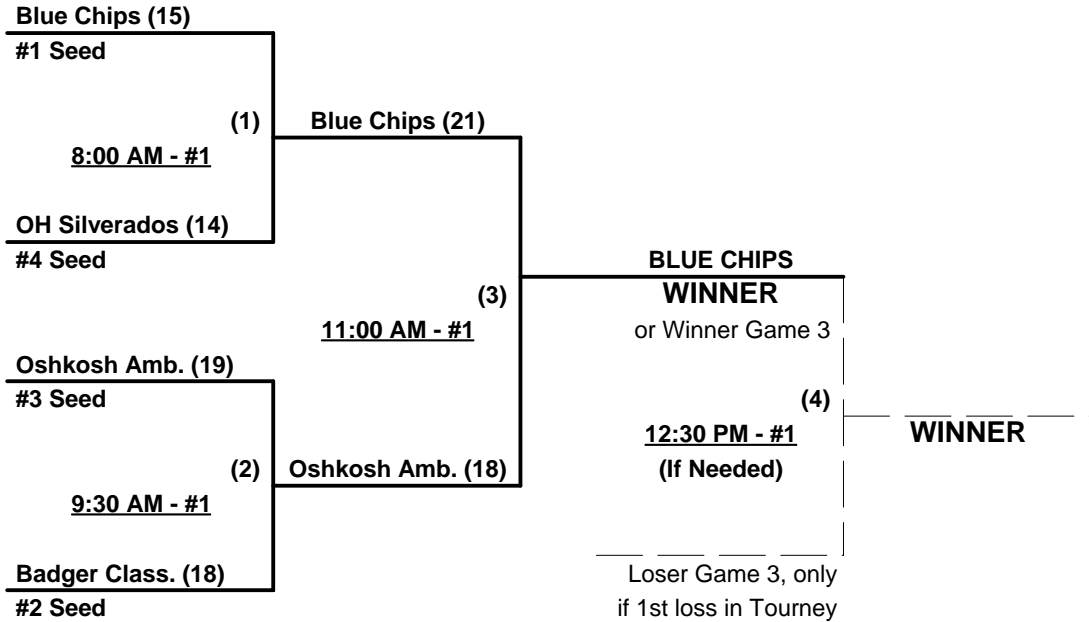 Blue Chips (15)
#1 Seed
(1)
Blue Chips (21)
8:00 AM - #1
OH Silverados (14)
#4 Seed
BLUE CHIPS
WINNER
(3)
11:00 AM - #1
or Winner Game 3
Oshkosh Amb. (19)
#3 Seed
(4)
12:30 PM - #1
WINNER
(2)
Oshkosh Amb. (18)
(If Needed)
9:30 AM - #1
Badger Class. (18)
#2 Seed
Loser Game 3, only
if 1st loss in Tourney